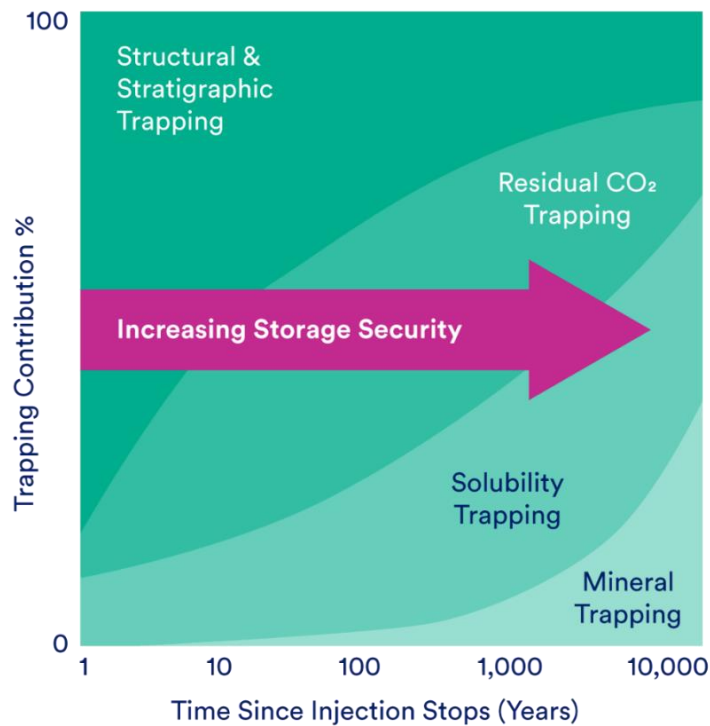 100
Structural &
Stratigraphic
Trapping
Residual CO₂
Trapping
Trapping Contribution %
Increasing Storage Security
Solubility
Trapping
Mineral
Trapping
0
1 10 100 1,000 10,000
Time Since Injection Stops (Years)